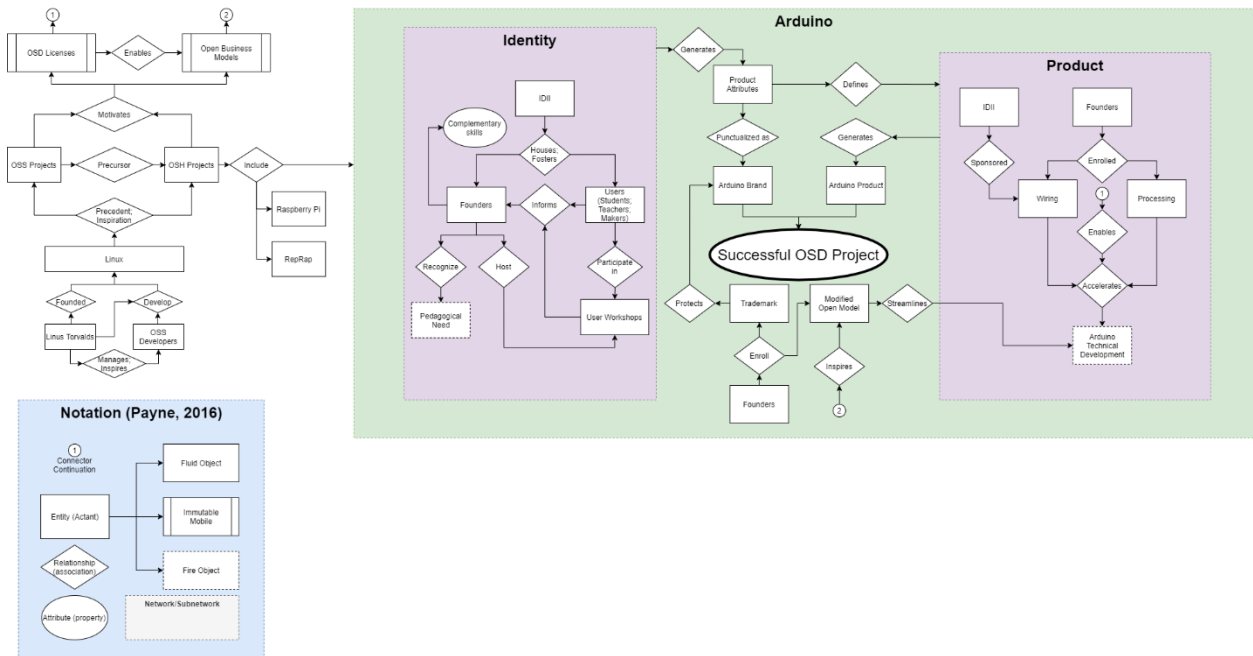 1
2
OSD Licenses
Enables
Open Business
Models
Motivates
OSS Projects
Precursor
OSH Projects
Include
Precedent;
Inspiration
Raspberry Pi
RepRap
Linux
Founded
Develop
Linus Torvalds
OSS
Developers
Manages;
Inspires
Arduino
Identity
IDII
Complementary
skills
Houses;
Fosters
Founders
Informs
Users
(Students;
Teachers;
Makers)
Recognize
Host
Participate
in
Pedagogical
Need
User Workshops
Generates
Product
Attributes
Defines
Punctualized as
Generates
Arduino Brand
Arduino Product
Successful OSD Project
Protects
Trademark
Modified
Open Model
Streamlines
Enroll
Inspires
Founders
2
Product
IDII
Founders
Sponsored
Enrolled
1
Wiring
Processing
Enables
Accelerates
Arduino
Technical
Development
Notation (Payne, 2016)
1
Connector
Continuation
Fluid Object
Entity (Actant)
Immutable
Mobile
Relationship
(association)
Fire Object
Attribute (property)
Network/Subnetwork